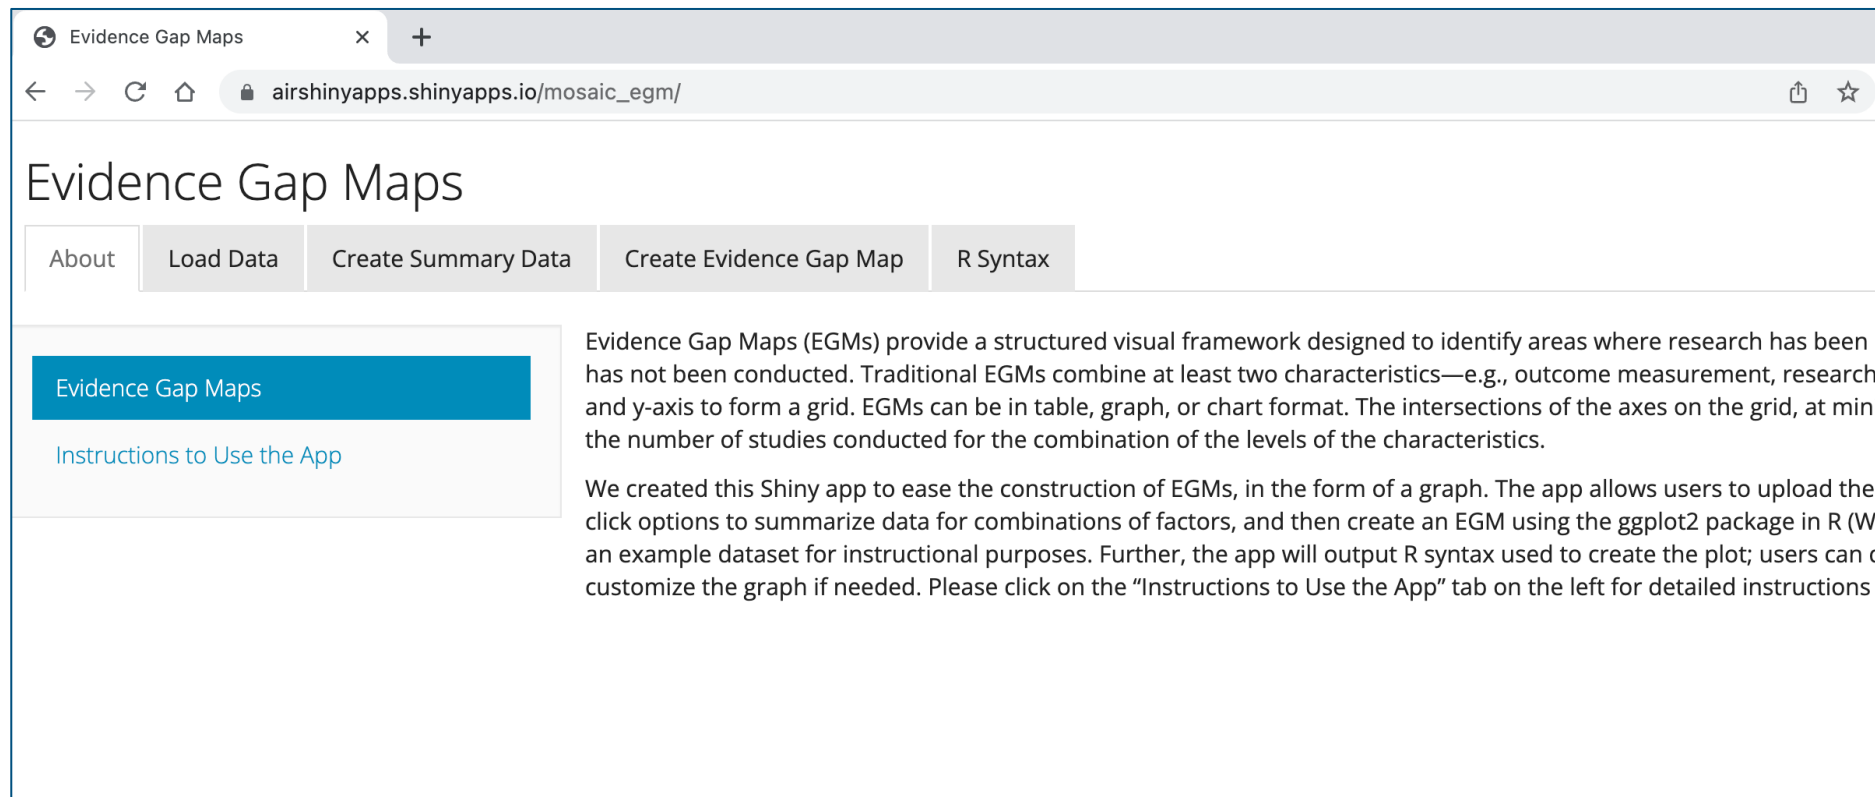 Evidence Gap Maps
airshinyapps.shinyapps.io/mosaic_egm/
Evidence Gap Maps
About Load Data Create Summary Data Create Evidence Gap Map R Syntax
Evidence Gap Maps
Instructions to Use the App
Evidence Gap Maps (EGMs) provide a structured visual framework designed to identify areas where research has been
has not been conducted. Traditional EGMs combine at least two characteristics—e.g., outcome measurement, research
and y-axis to form a grid. EGMs can be in table, graph, or chart format. The intersections of the axes on the grid, at min
the number of studies conducted for the combination of the levels of the characteristics.
We created this Shiny app to ease the construction of EGMs, in the form of a graph. The app allows users to upload the
click options to summarize data for combinations of factors, and then create an EGM using the ggplot2 package in R (W
an example dataset for instructional purposes. Further, the app will output R syntax used to create the plot; users can
customize the graph if needed. Please click on the “Instructions to Use the App” tab on the left for detailed instructions